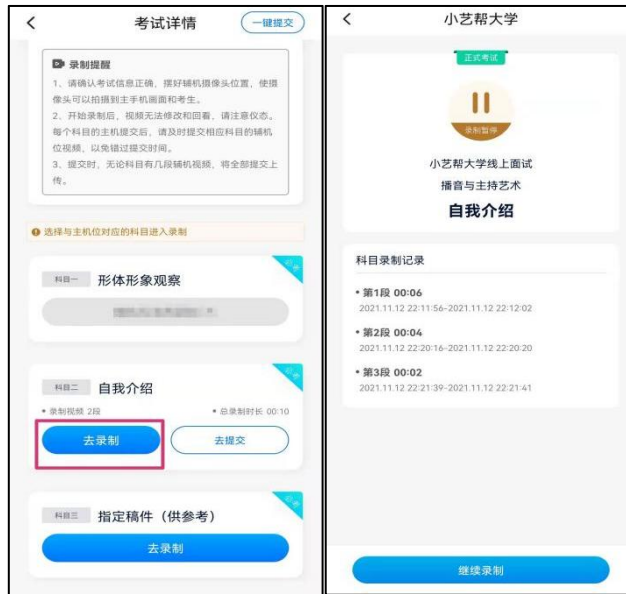 考试详情
一键提交
录制提醒
1、请确认考试信息正确，摆好辅机摄像头位置，使摄
像头可以拍摄到主手机画面和考生。
2、开始录制后，视频无法修改和回看，请注意仪态。
每个科目的主机提交后，请及时提交相应科目的辅机
位视频，以免错过提交时间。
3、提交时，无论科目有几段辅机视频，将全部提交上
传。
选择与主机位对应的科目进入录制
科目一 形体形象观察
科目二 自我介绍
• 录制视频 2段 • 总录制时长 00:10
去录制 去提交
科目三 指定稿件（供参考）
去录制
小艺帮大学
正式考试
录制暂停
小艺帮大学线上面试
播音与主持艺术
自我介绍
科目录制记录
• 第1段 00:06
2021.11.12 22:11:56-2021.11.12 22:12:02
• 第2段 00:04
2021.11.12 22:20:16-2021.11.12 22:20:20
• 第3段 00:02
2021.11.12 22:21:39-2021.11.12 22:21:41
继续录制